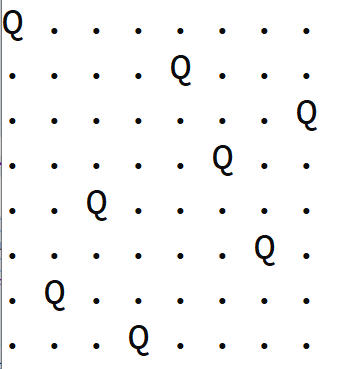 Q . . . . . . .
. . . . Q . . .
. . . . . . . Q
. . . . . Q . .
. . Q . . . . .
. . . . . . Q .
. Q . . . . . .
. . . Q . . . .